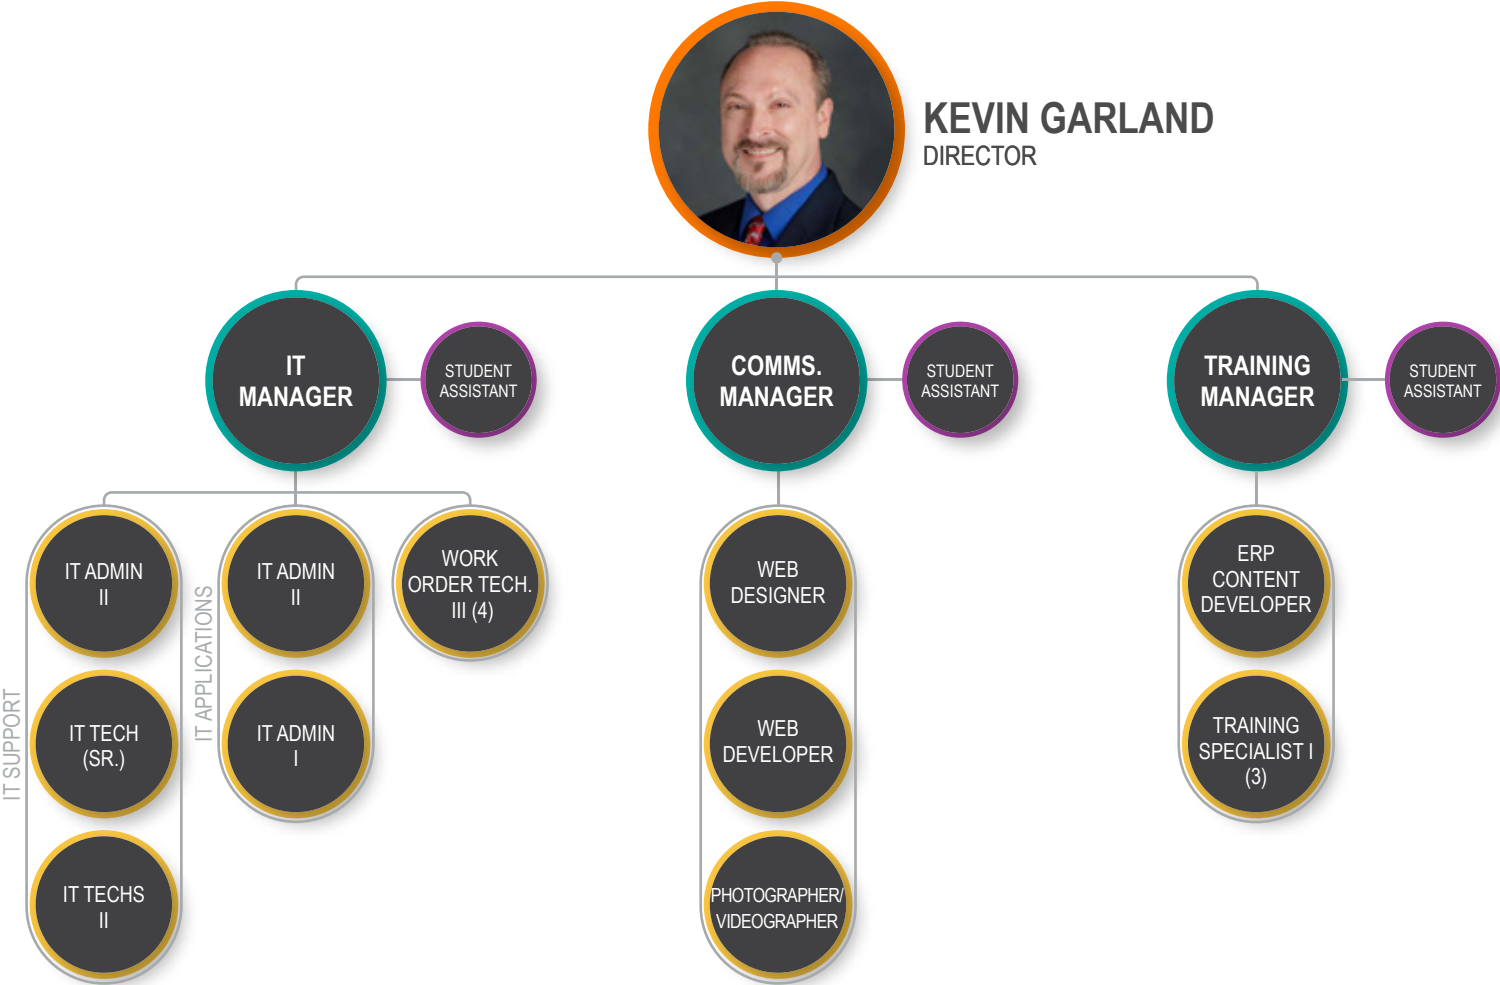 KEVIN GARLAND
DIRECTOR
IT
MANAGER
STUDENT
ASSISTANT
COMMS.
MANAGER
STUDENT
ASSISTANT
TRAINING
MANAGER
STUDENT
ASSISTANT
IT SUPPORT
IT ADMIN
II
IT TECH
(SR.)
IT TECHS
II
IT APPLICATIONS
IT ADMIN
II
IT ADMIN
I
WORK
ORDER TECH.
III (4)
WEB
DESIGNER
WEB
DEVELOPER
PHOTOGRAPHER/
VIDEOGRAPHER
ERP
CONTENT
DEVELOPER
TRAINING
SPECIALIST I
(3)